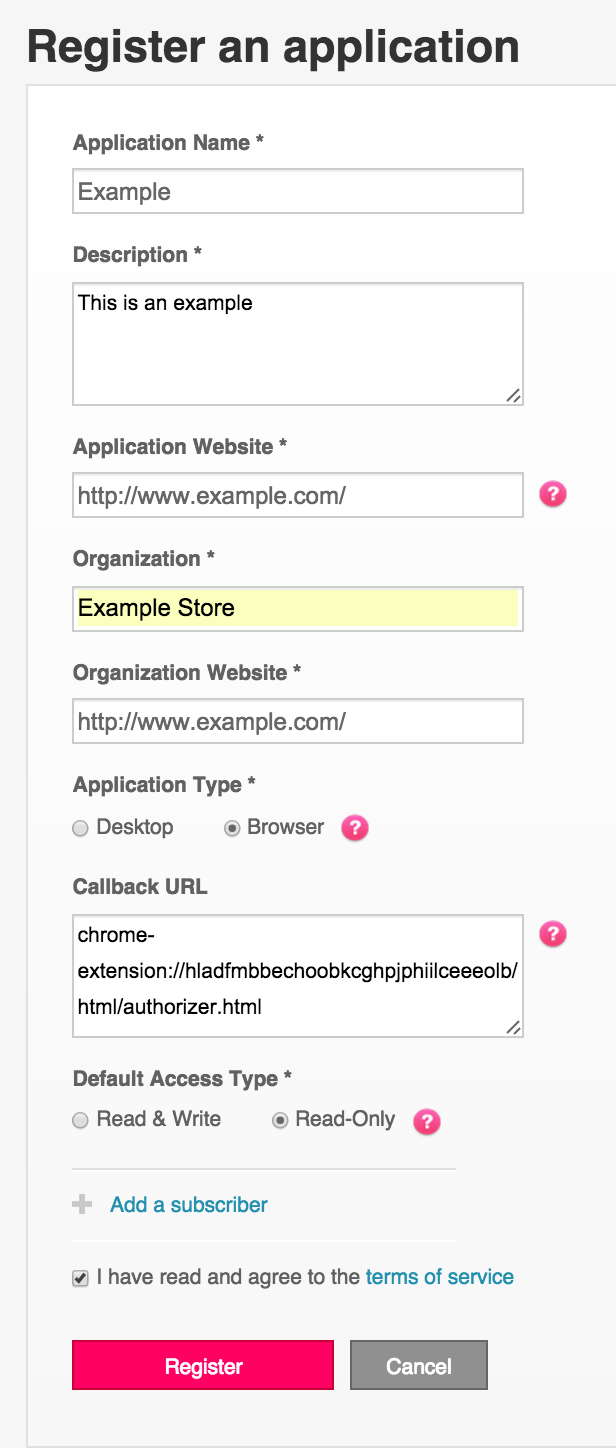 Register an application
Application Name *
Example
Description *
This is an example
Application Website *
http://www.example.com/
?
Organization *
Example Store
Organization Website *
http://www.example.com/
Application Type *
Desktop Browser ?
Callback URL
chrome-
?
extension://hladfmbbechoobkcghpjphiilceeeolb/
html/authorizer.html
Default Access Type *
Read & Write Read-Only ?
Add a subscriber
I have read and agree to the terms of service
Register Cancel